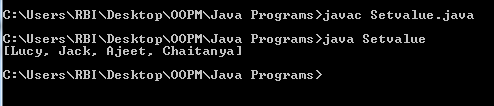 C:\Users\RBI\Desktop\OOPM\Java Programs>javac Setvalue.java
C:\Users\RBI\Desktop\OOPM\Java Programs>java Setvalue
[Lucy, Jack, Ajeet, Chaitanya]
C:\Users\RBI\Desktop\OOPM\Java Programs>